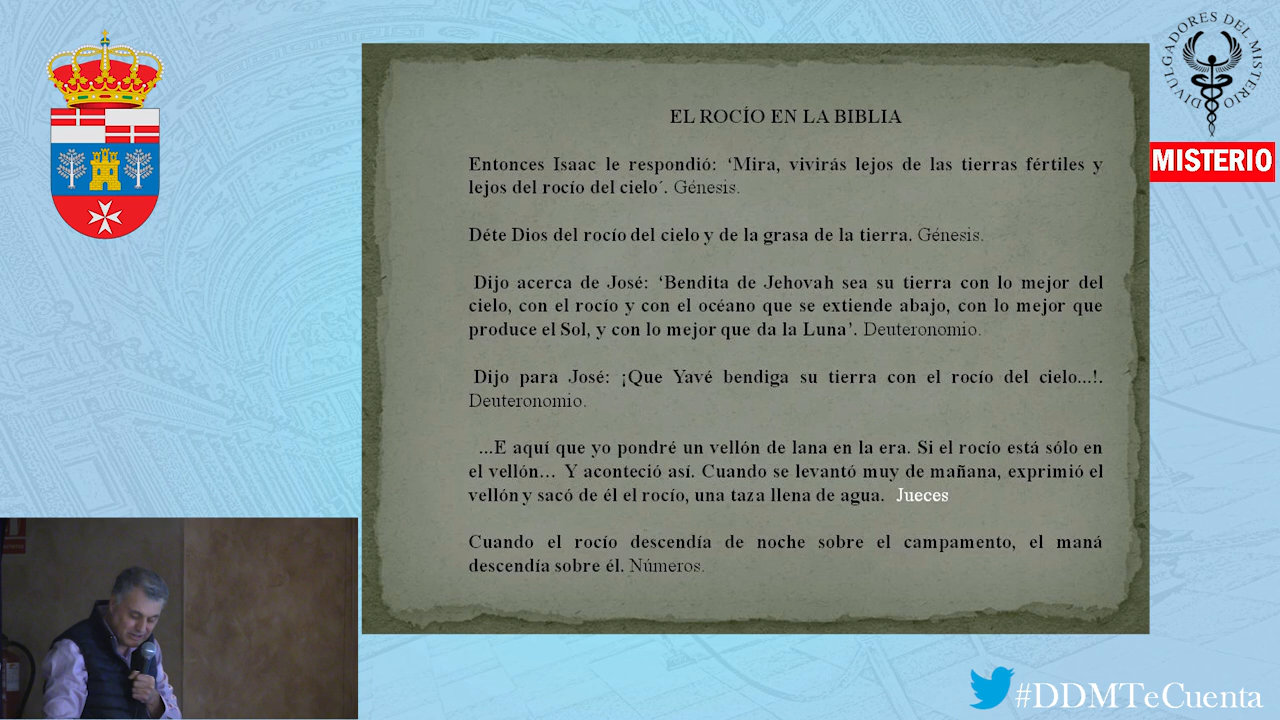 EL ROCÍO EN LA BIBLIA
Entonces Isaac le respondió: ‘Mira, vivirás lejos de las tierras fértiles y
lejos del rocío del cielo´. Génesis.
Déte Dios del rocío del cielo y de la grasa de la tierra. Génesis.
Dijo acerca de José: ‘Bendita de Jehovah sea su tierra con lo mejor del
cielo, con el rocío y con el océano que se extiende abajo, con lo mejor que
produce el Sol, y con lo mejor que da la Luna’. Deuteronomio.
Dijo para José: ¡Que Yavé bendiga su tierra con el rocío del cielo...!.
Deuteronomio.
...E aquí que yo pondré un vellón de lana en la era. Si el rocío está sólo en
el vellón… Y aconteció así. Cuando se levantó muy de mañana, exprimió el
vellón y sacó de él el rocío, una taza llena de agua. Jueces
Cuando el rocío descendía de noche sobre el campamento, el maná
descendía sobre él. Números.
DIVULGADORES DEL MISTERIO
MISTERIO
#DDMTeCuenta